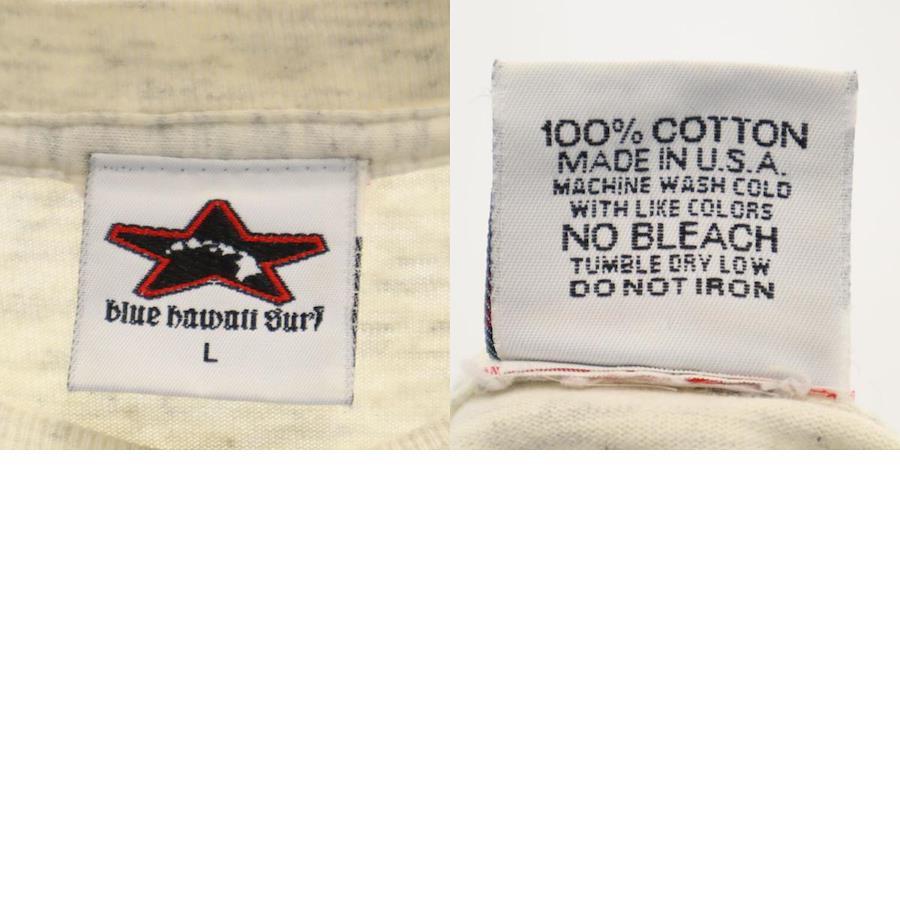 blue hawaii surf
L
100% COTTON
MADE IN U.S.A.
MACHINE WASH COLD
WITH LIKE COLORS
NO BLEACH
TUMBLE DRY LOW
DO NOT IRON